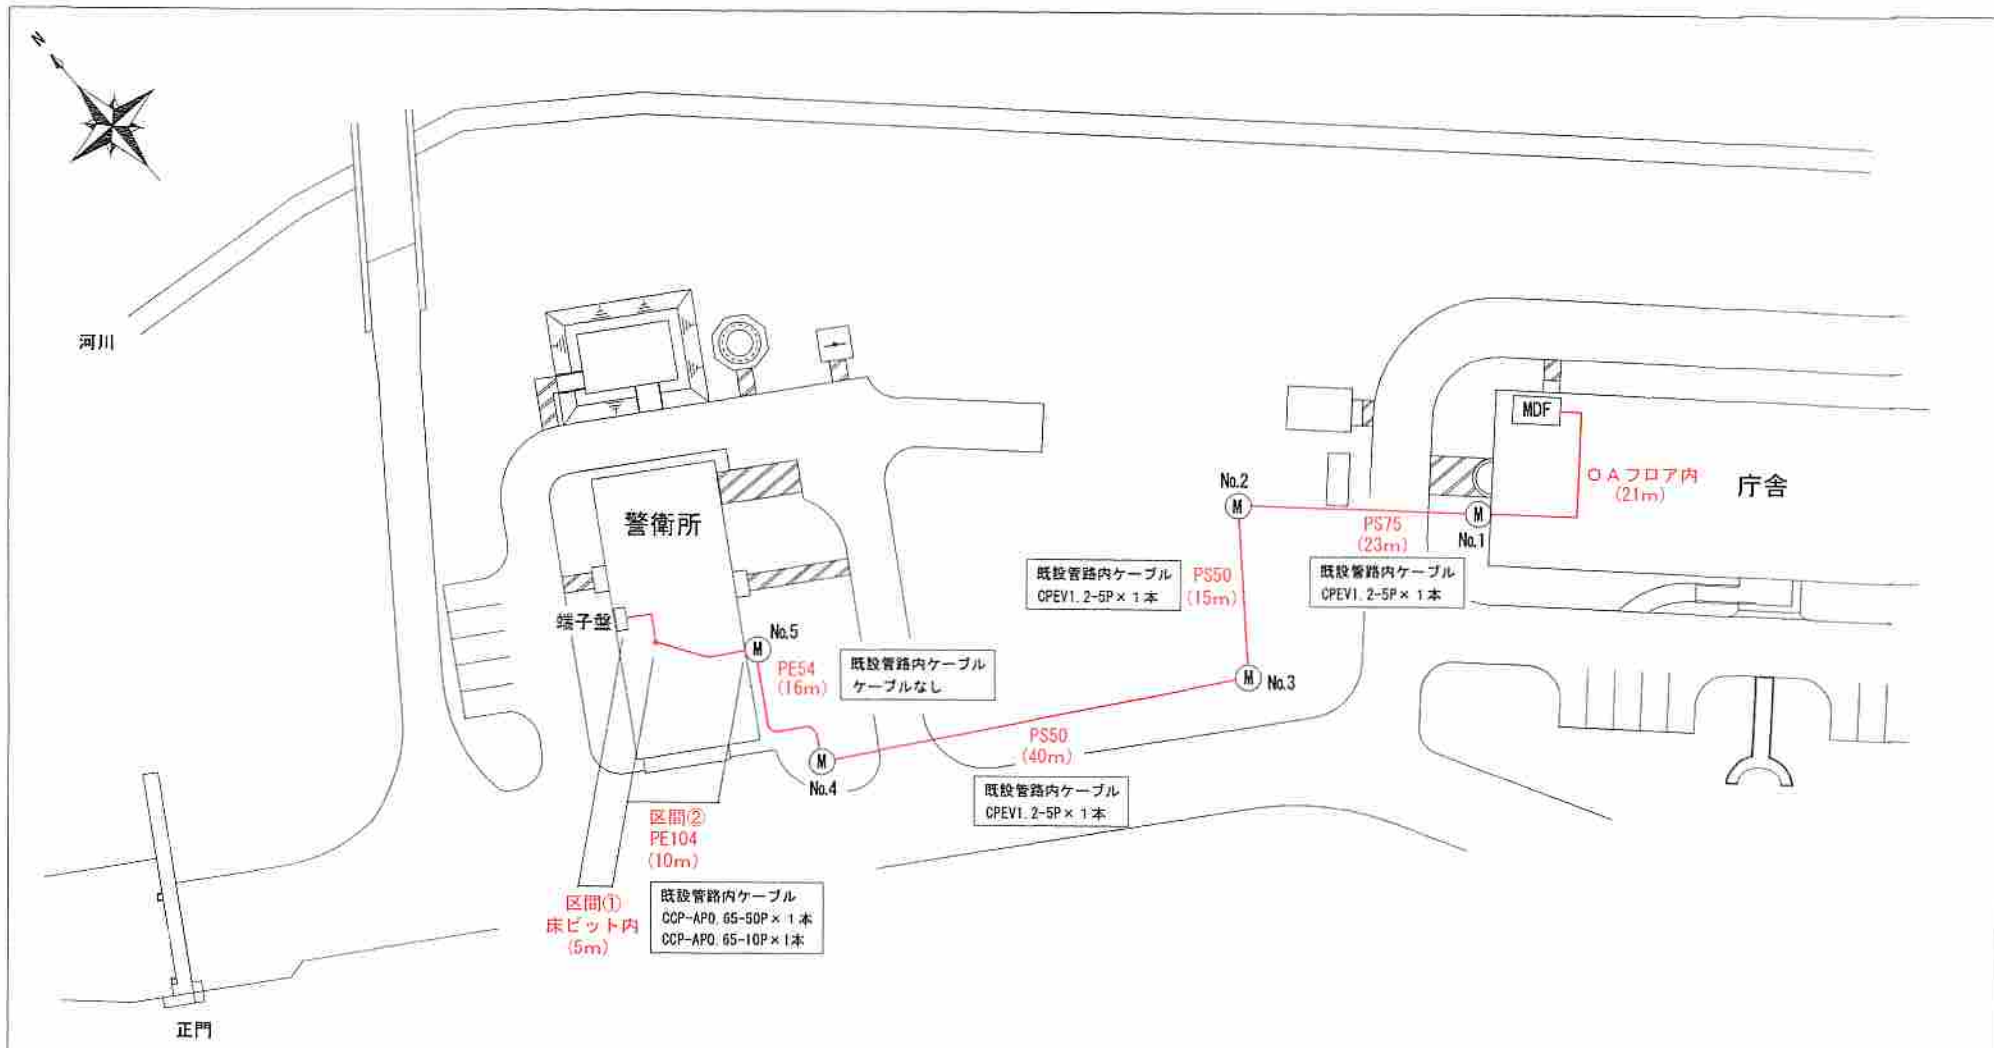 N
河川
MDF
OAフロア内
(21m)
庁舎
No.2
M
M
No.1
PS75
(23m)
警衛所
既設管路内ケーブル
CPEV1.2-5P×1本
PS50
(15m)
既設管路内ケーブル
CPEV1.2-5P×1本
端子盤
No.5
M
PE54
(16m)
既設管路内ケーブル
ケーブルなし
M
No.3
PS50
(40m)
M
No.4
既設管路内ケーブル
CPEV1.2-5P×1本
区間②
PE104
(10m)
区間①
床ピット内
(5m)
既設管路内ケーブル
CCP-AP0.65-50P×1本
CCP-AP0.65-10P×1本
正門